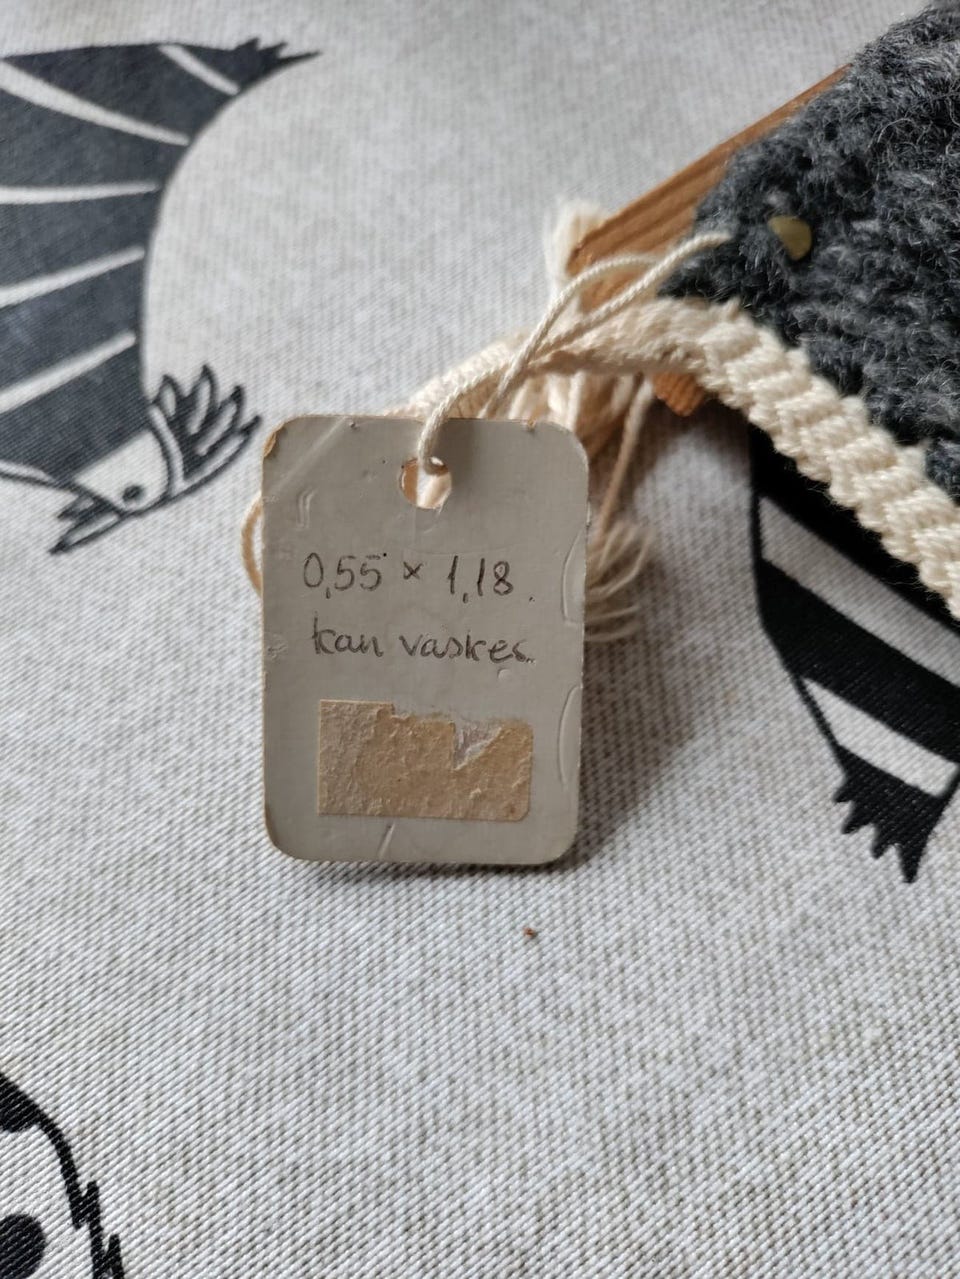 0,55 × 1,18.
kan vaskes.